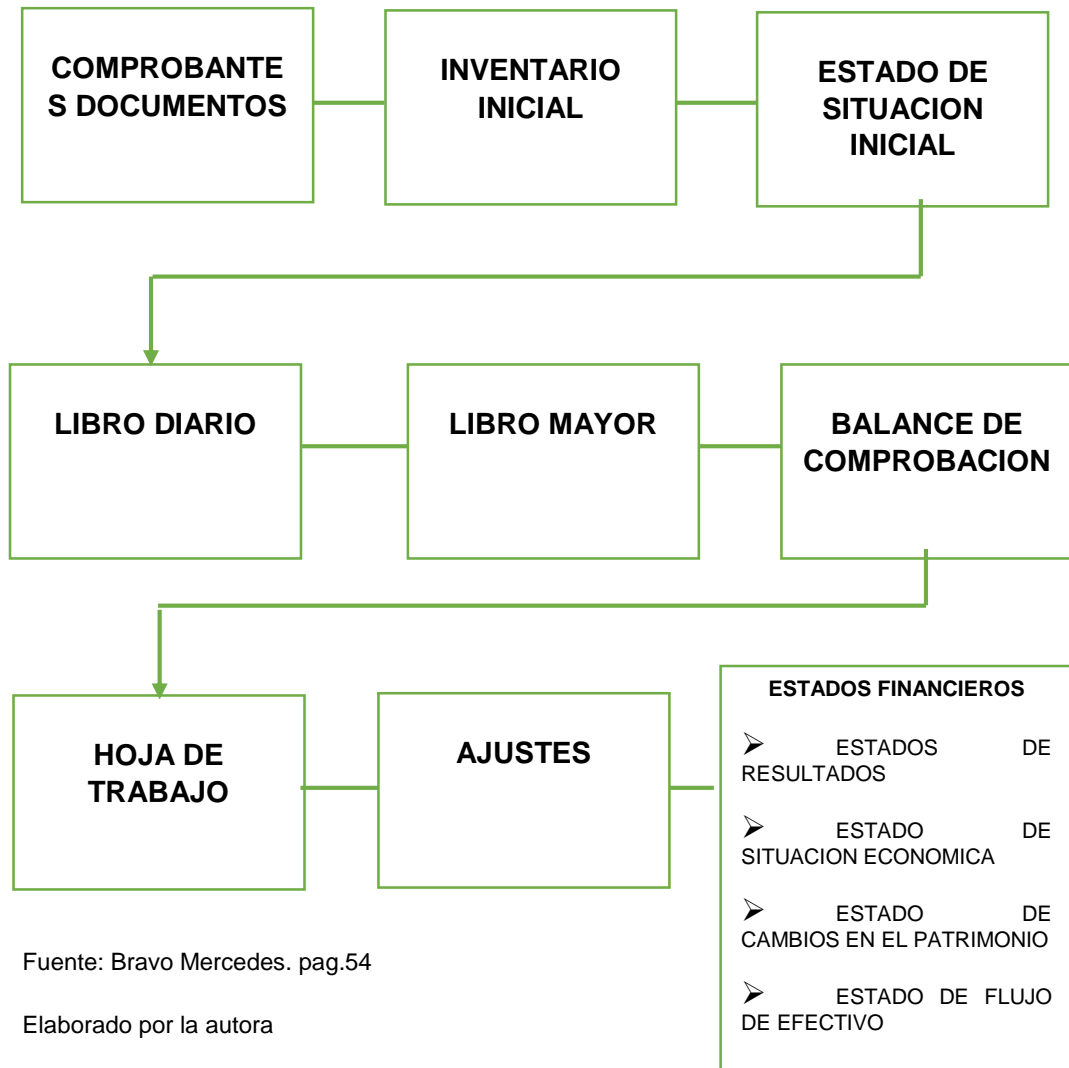 COMPROBANTE
S DOCUMENTOS
INVENTARIO
INICIAL
ESTADO DE
SITUACION
INICIAL
LIBRO DIARIO
LIBRO MAYOR
BALANCE DE
COMPROBACION
HOJA DE
TRABAJO
AJUSTES
ESTADOS FINANCIEROS
➢ ESTADOS DE
RESULTADOS
➢ ESTADO DE
SITUACION ECONOMICA
➢ ESTADO DE
CAMBIOS EN EL PATRIMONIO
➢ ESTADO DE FLUJO
DE EFECTIVO
Fuente: Bravo Mercedes. pag.54
Elaborado por la autora